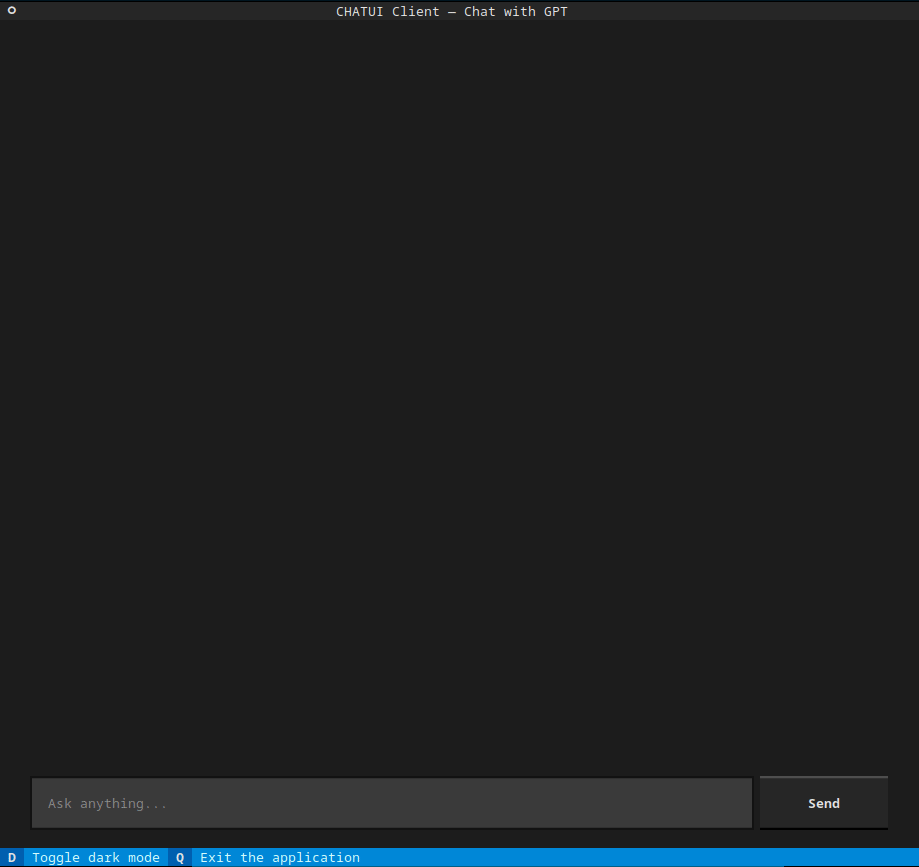 CHATUI Client — Chat with GPT
Ask anything...
Send
D Toggle dark mode Q Exit the application